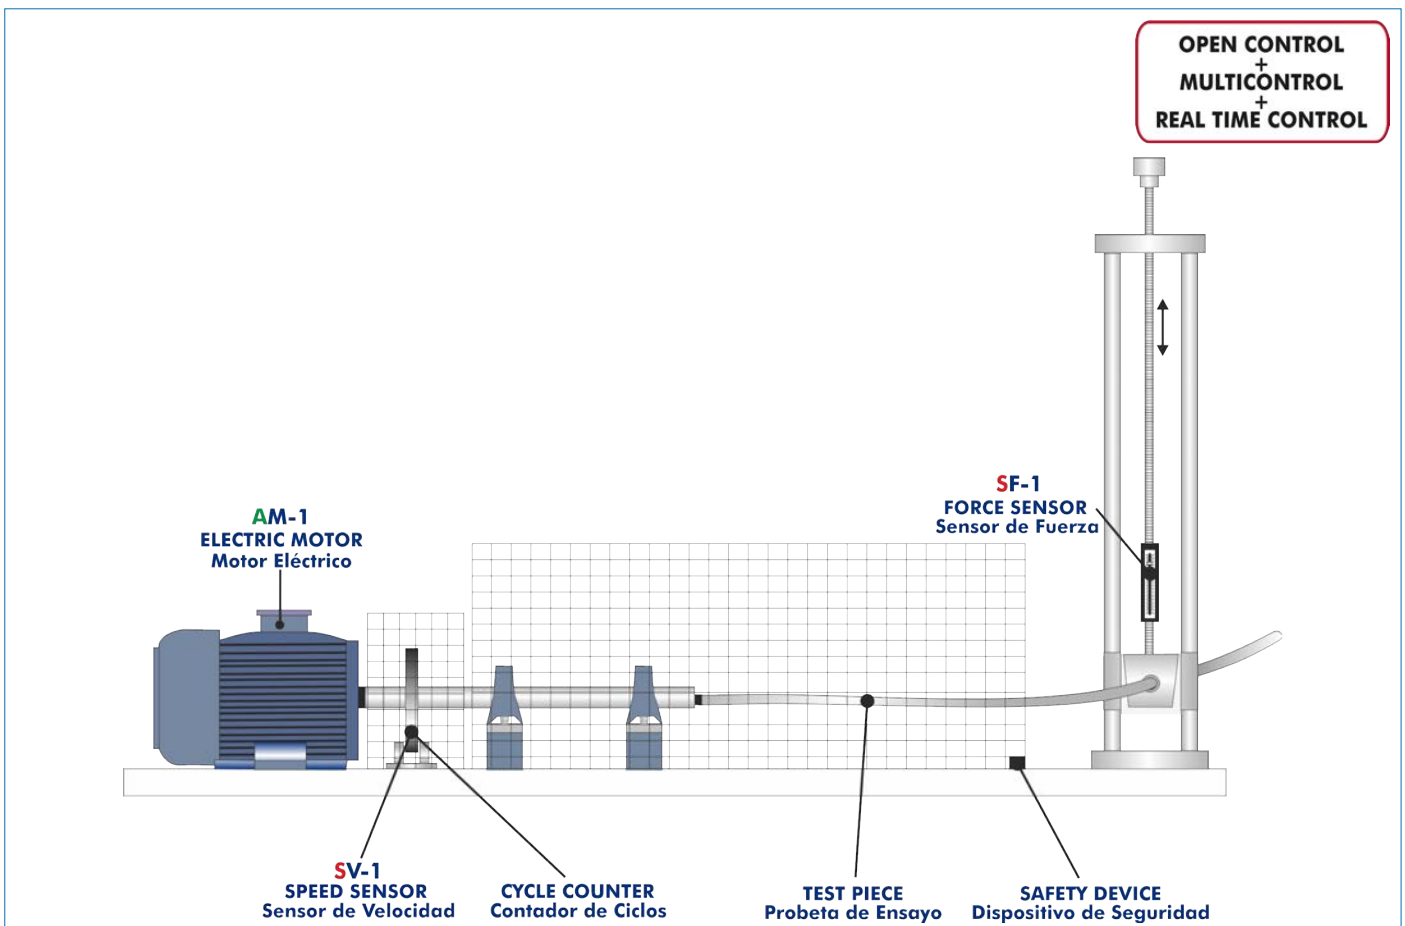 OPEN CONTROL
+
MULTICONTROL
+
REAL TIME CONTROL
SF-1
FORCE SENSOR
Sensor de Fuerza
AM-1
ELECTRIC MOTOR
Motor Eléctrico
SV-1
SPEED SENSOR
Sensor de Velocidad
CYCLE COUNTER
Contador de Ciclos
TEST PIECE
Probeta de Ensayo
SAFETY DEVICE
Dispositivo de Seguridad